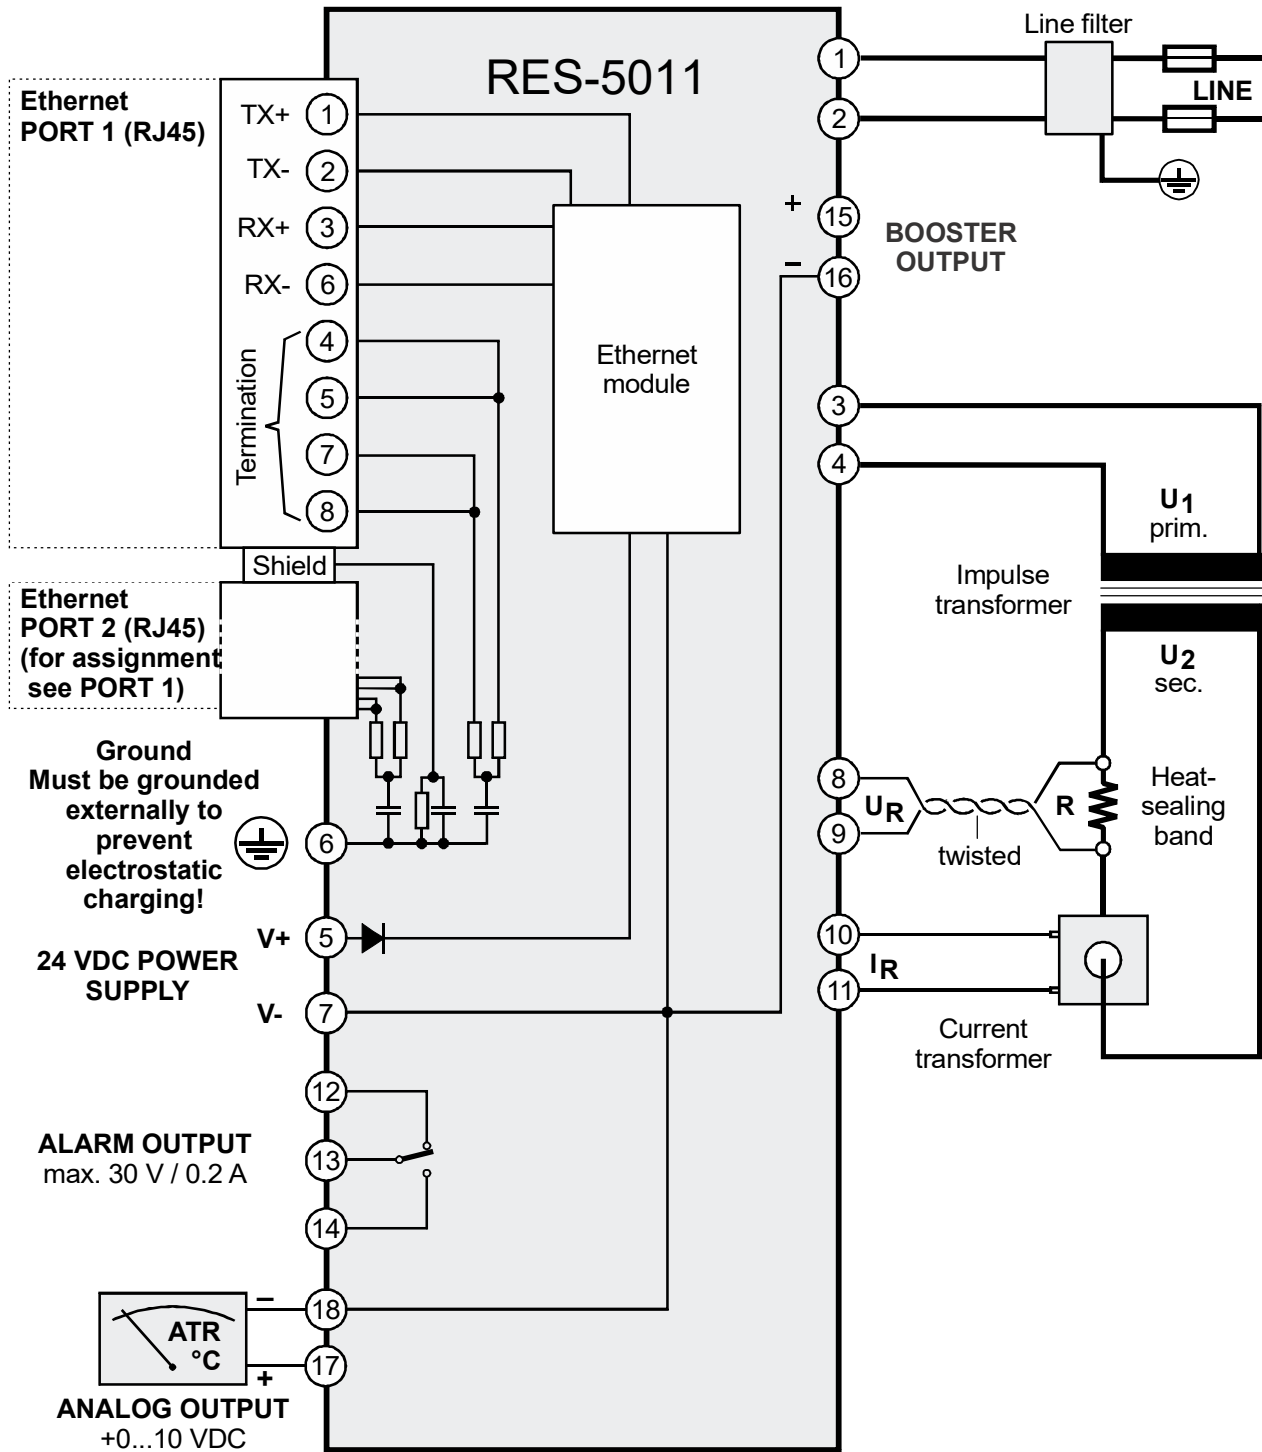 RES-5011
Line filter
LINE
1
2
Ethernet
PORT 1 (RJ45)
TX+ 1
TX- 2
RX+ 3
RX- 6
Termination
4
5
7
8
Shield
Ethernet
module
+ 15
– 16
BOOSTER
OUTPUT
3
4
U1
prim.
Impulse
transformer
U2
sec.
Ethernet
PORT 2 (RJ45)
(for assignment
see PORT 1)
Ground
Must be grounded
externally to
prevent
electrostatic
charging!
6
8
9
UR
twisted
R
Heat-
sealing
band
24 VDC POWER
SUPPLY
V+ 5
V- 7
10
11
IR
Current
transformer
ALARM OUTPUT
max. 30 V / 0.2 A
12
13
14
ATR
°C
– 18
+ 17
ANALOG OUTPUT
+0...10 VDC